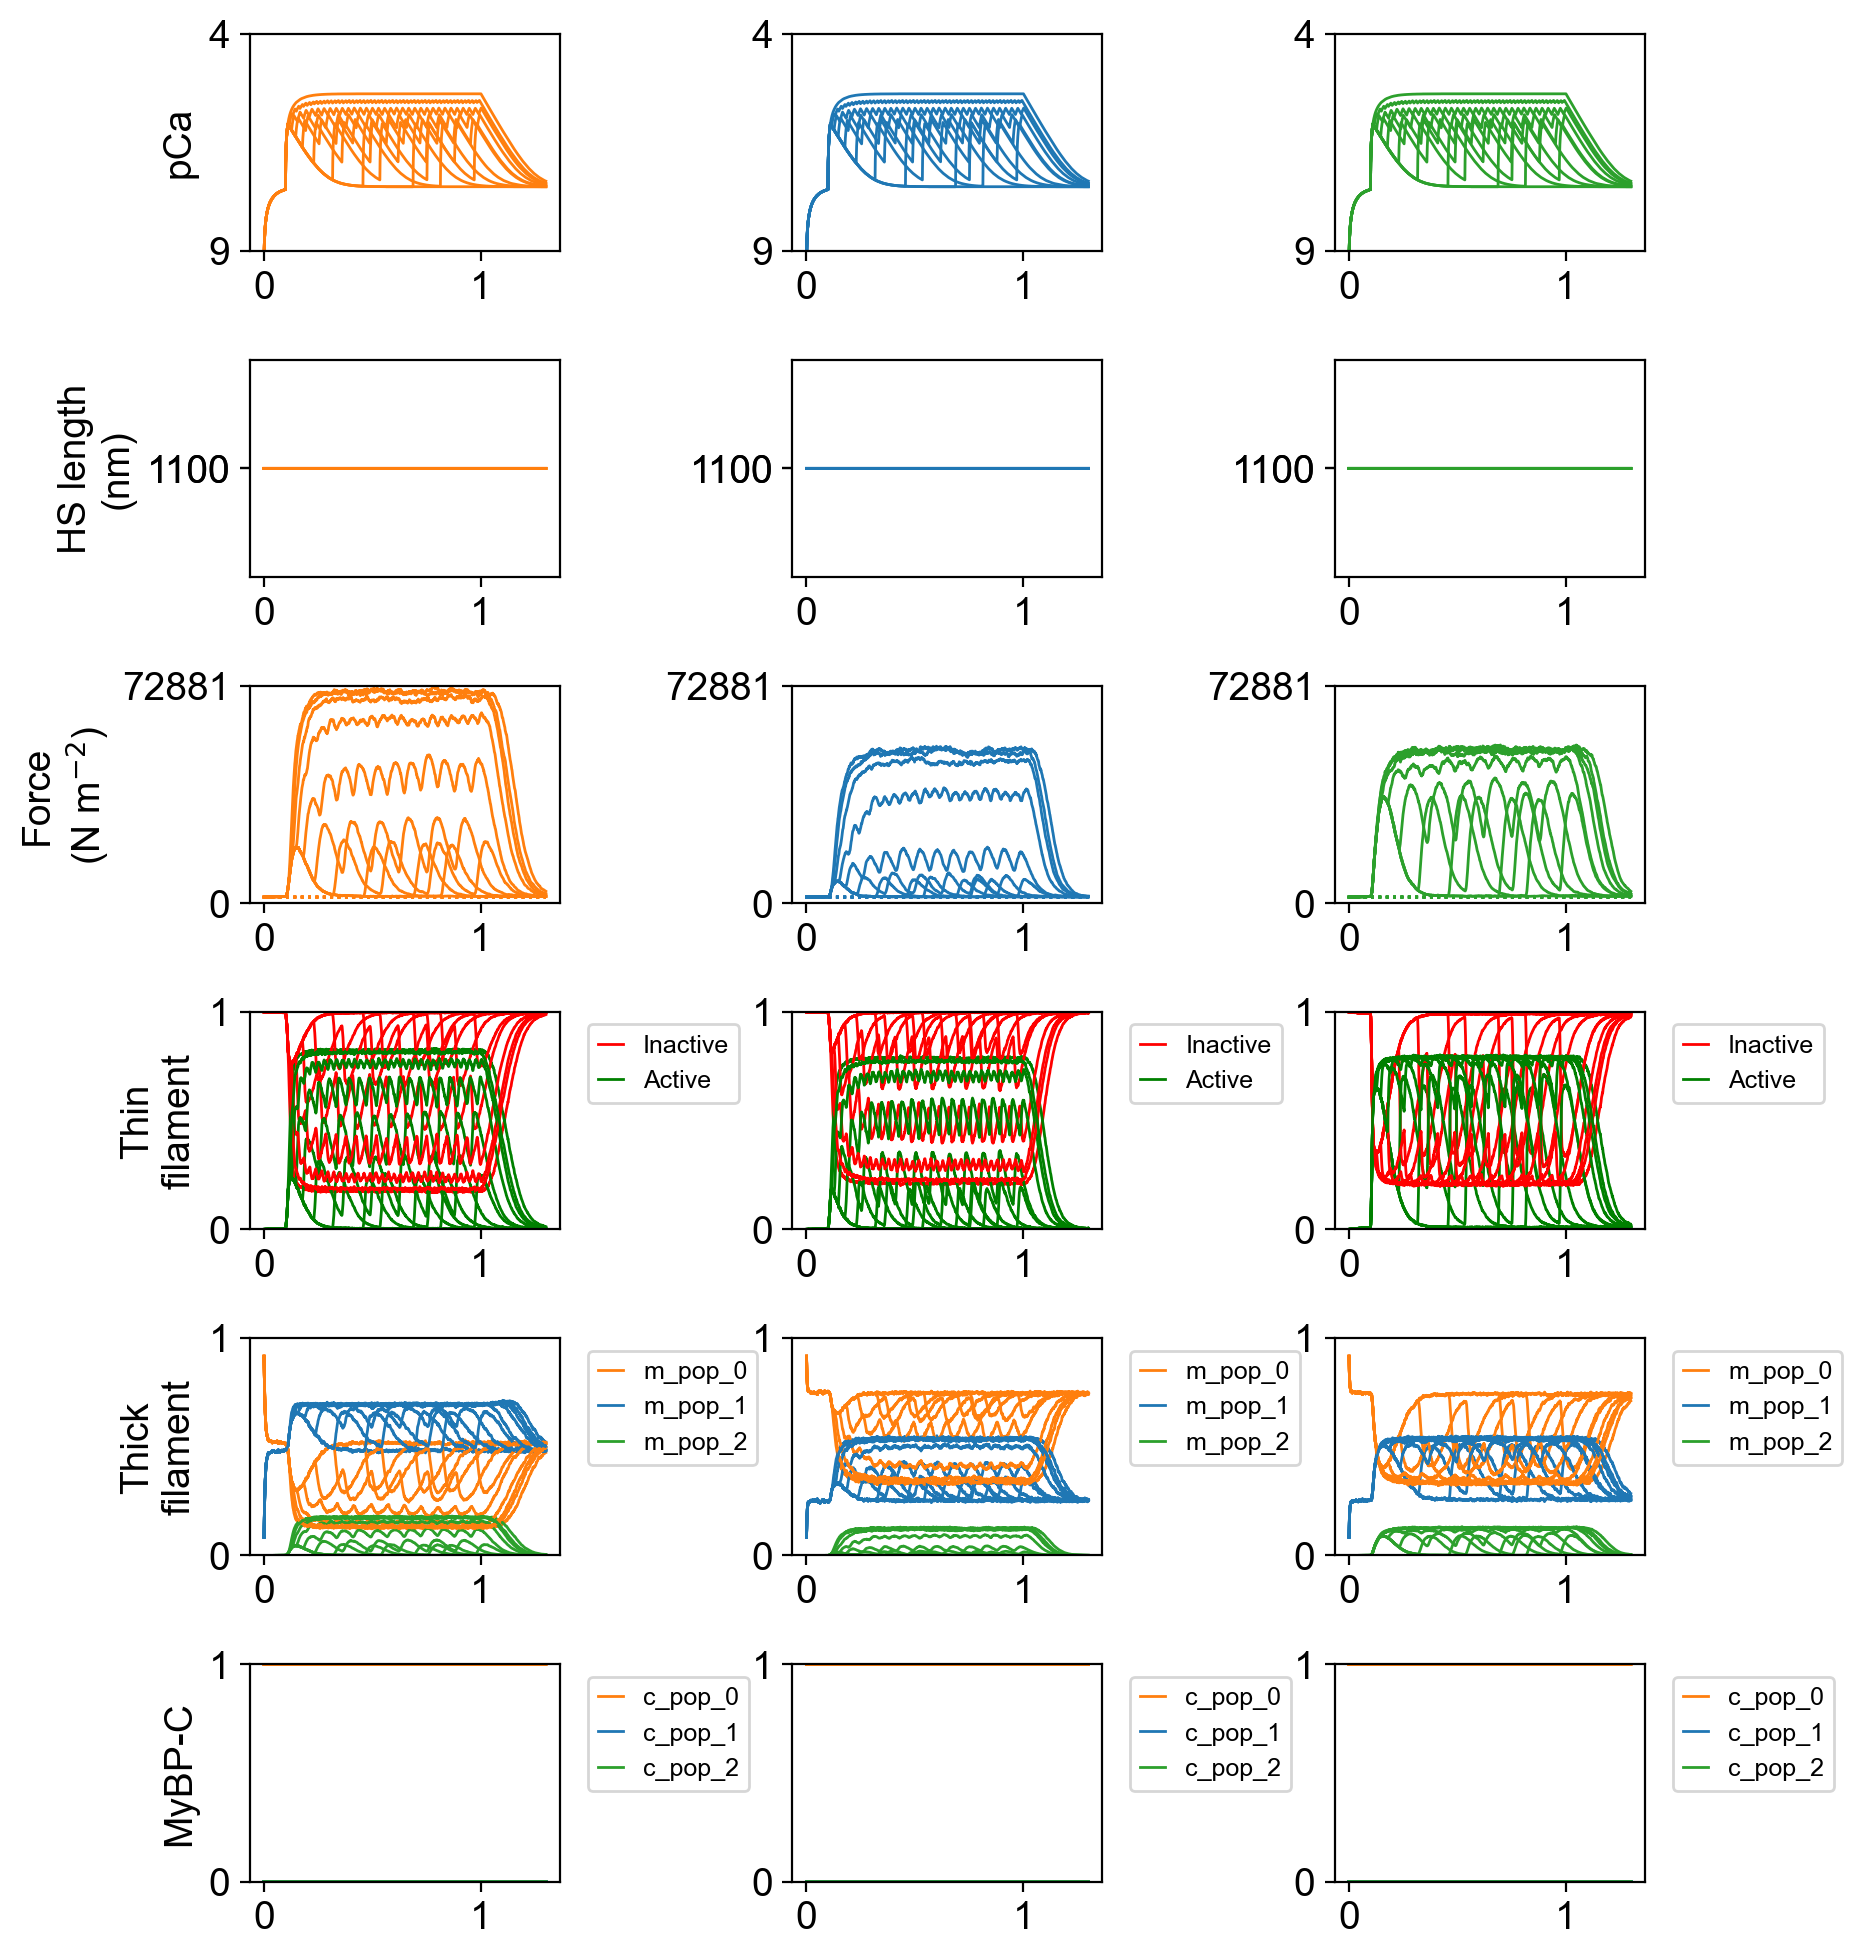 pCa
4
9
0 1
4
9
0 1
4
9
0 1
HS length
(nm)
1100
0 1
1100
0 1
1100
0 1
Force
(N m⁻²)
72881
0
0 1
72881
0
0 1
72881
0
0 1
Thin
filament
1
0
0 1
Inactive
Active
1
0
0 1
Inactive
Active
1
0
0 1
Inactive
Active
Thick
filament
1
0
0 1
m_pop_0
m_pop_1
m_pop_2
1
0
0 1
m_pop_0
m_pop_1
m_pop_2
1
0
0 1
m_pop_0
m_pop_1
m_pop_2
MyBP-C
1
0
0 1
c_pop_0
c_pop_1
c_pop_2
1
0
0 1
c_pop_0
c_pop_1
c_pop_2
1
0
0 1
c_pop_0
c_pop_1
c_pop_2